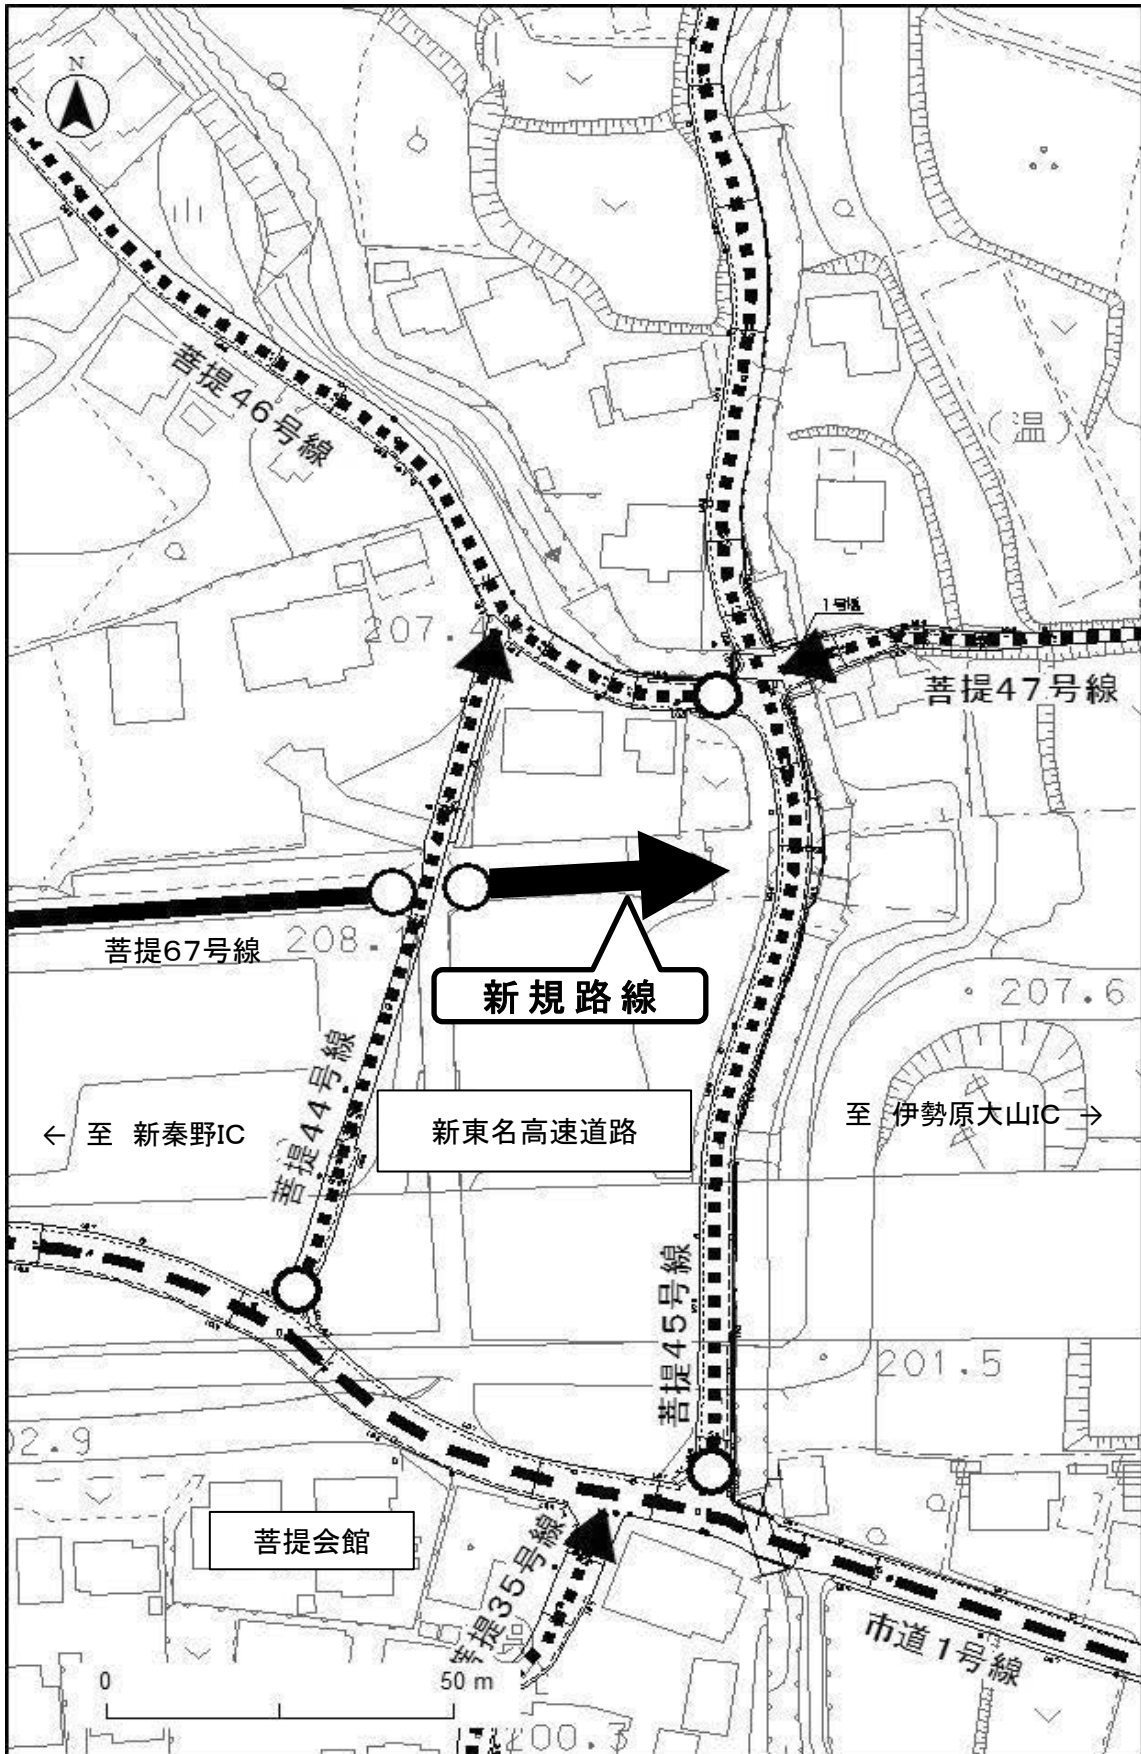 N
菩提46号線
(温)
207.4
1号橋
菩提47号線
菩提67号線
208.1
新規路線
207.6
菩提44号線
新東名高速道路
← 至 新秦野IC
至 伊勢原大山IC →
菩提45号線
201.5
02.9
菩提会館
菩提35号線
市道1号線
0
50 m
200.3